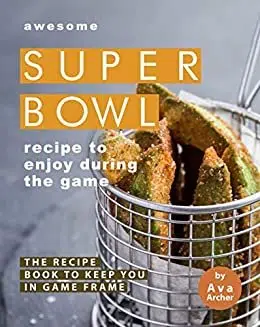 awesome
SUPER
BOWL
recipe to
enjoy during
the game
THE RECIPE
BOOK TO KEEP YOU
IN GAME FRAME
by
Ava
Archer